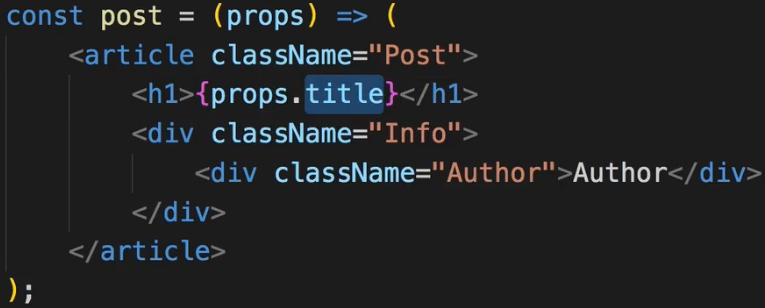 const post = (props) => (
    <article className="Post">
        <h1>{props.title}</h1>
        <div className="Info">
            <div className="Author">Author</div>
        </div>
    </article>
);